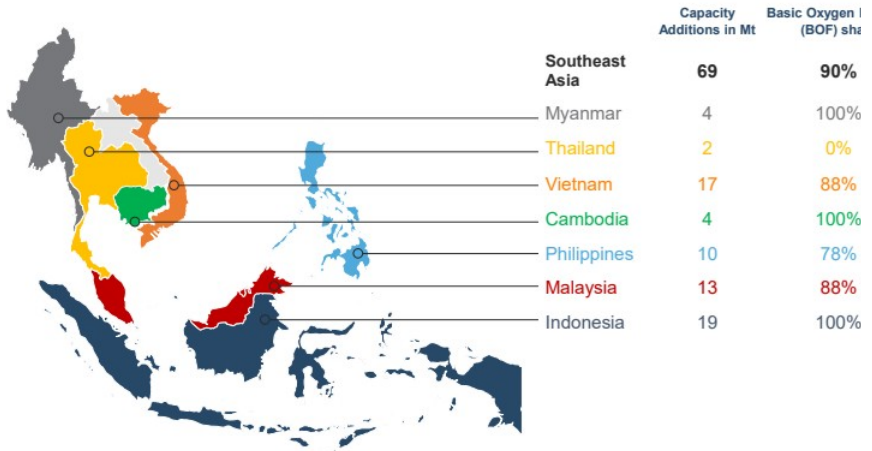 Capacity Basic Oxygen
Additions in Mt (BOF)
Southeast
Asia 69 90%
Myanmar 4 100%
Thailand 2 0%
Vietnam 17 88%
Cambodia 4 100%
Philippines 10 78%
Malaysia 13 88%
Indonesia 19 100%